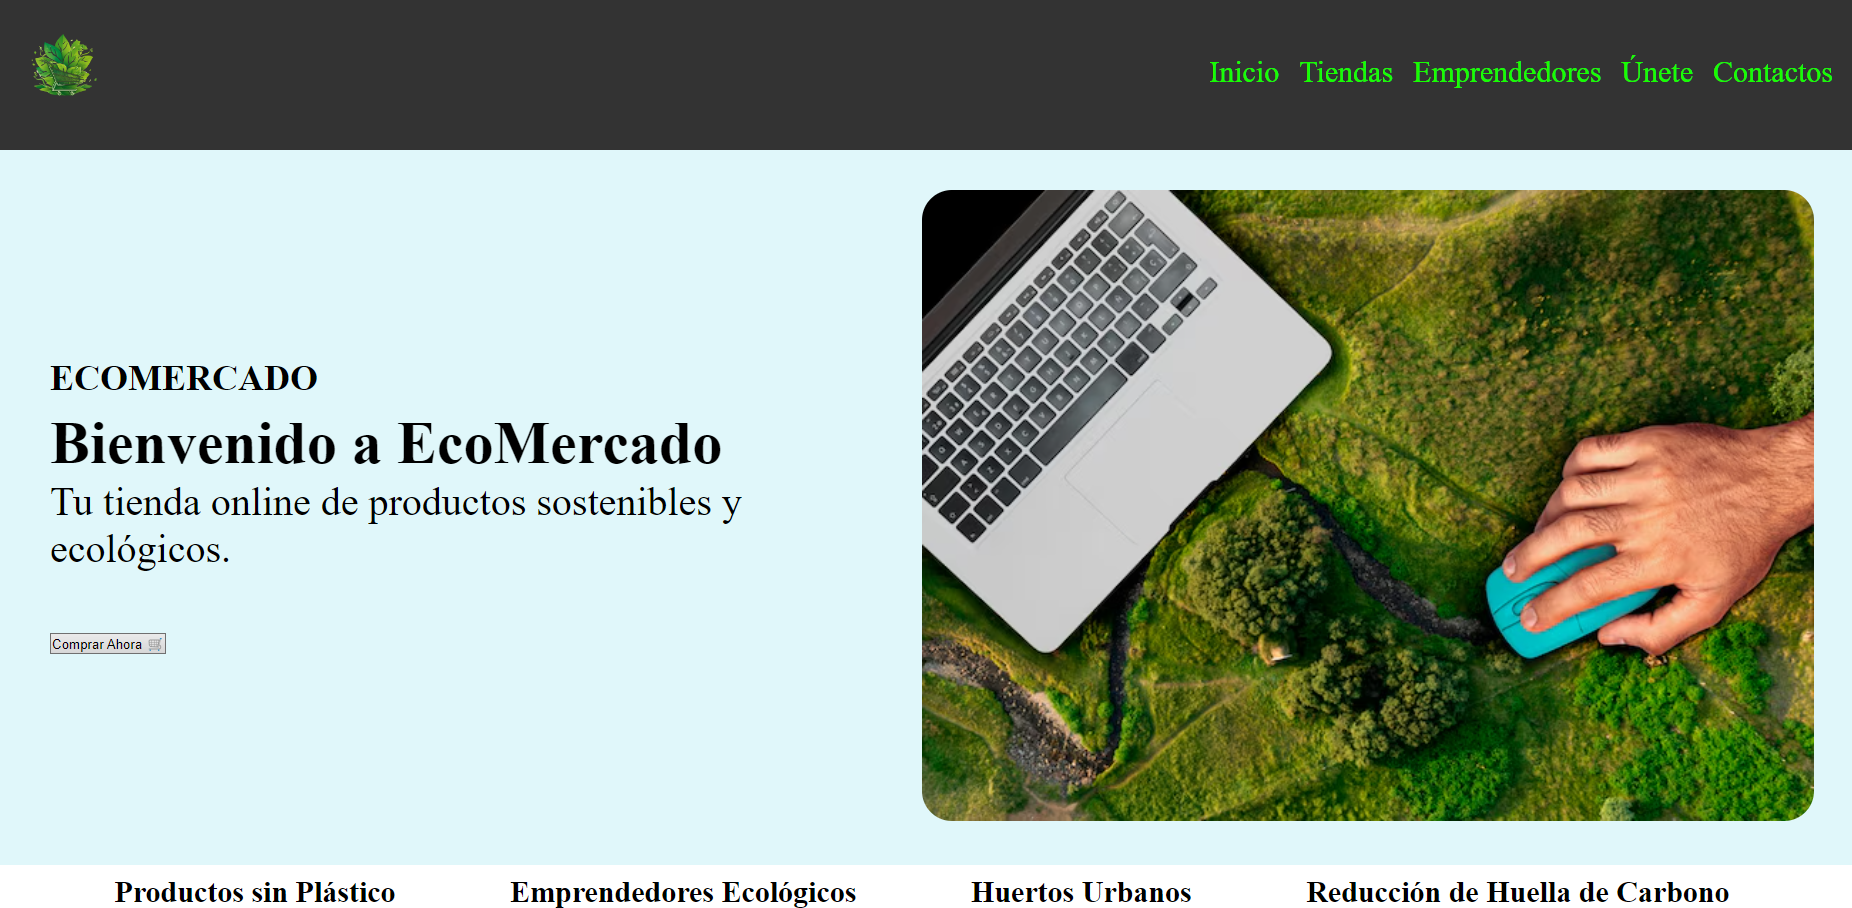 Inicio Tiendas Emprendedores Únete Contactos
ECOMERCADO
Bienvenido a EcoMercado
Tu tienda online de productos sostenibles y
ecológicos.
Comprar Ahora 🛒
Productos sin Plástico Emprendedores Ecológicos Huertos Urbanos Reducción de Huella de Carbono